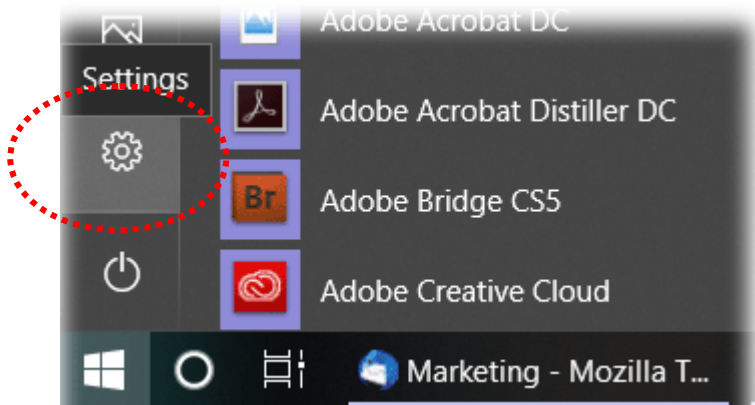 Adobe Acrobat DC
Settings
Adobe Acrobat Distiller DC
Br
Adobe Bridge CS5
Adobe Creative Cloud
Marketing - Mozilla T...